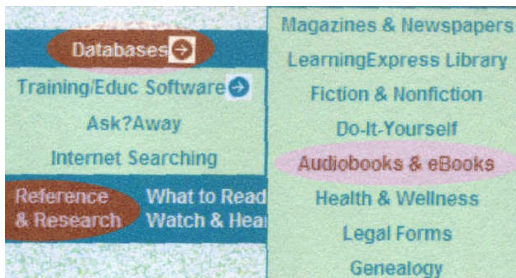 Databases
Training/Educ Software
Ask?Away
Internet Searching
Reference
& Research
What to Read
Watch & Hear
Magazines & Newspapers
LearningExpress Library
Fiction & Nonfiction
Do-It-Yourself
Audiobooks & eBooks
Health & Wellness
Legal Forms
Genealogy